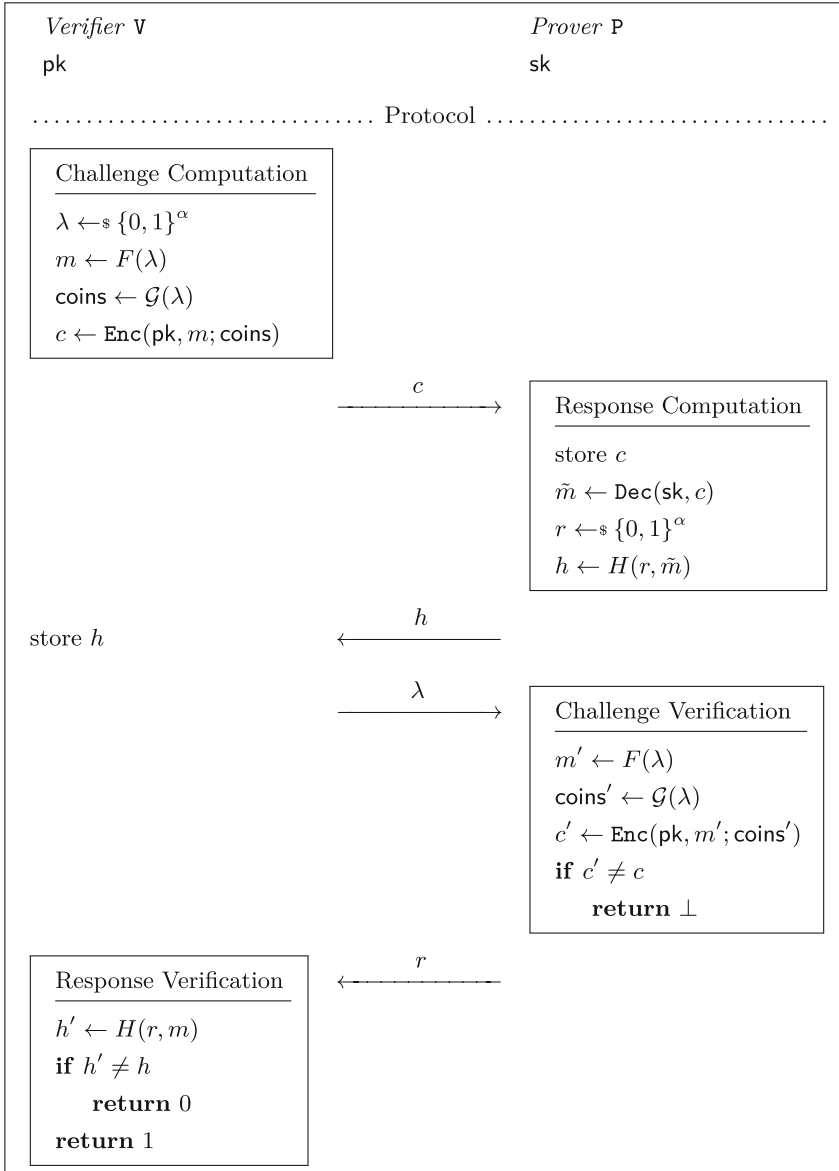 Verifier V Prover P
pk sk
Protocol
Challenge Computation
λ ←$ {0, 1}^α
m ← F(λ)
coins ← 𝒢(λ)
c ← Enc(pk, m; coins)
c
Response Computation
store c
m̃ ← Dec(sk, c)
r ←$ {0, 1}^α
h ← H(r, m̃)
h
store h
λ
Challenge Verification
m′ ← F(λ)
coins′ ← 𝒢(λ)
c′ ← Enc(pk, m′; coins′)
if c′ ≠ c
return ⊥
r
Response Verification
h′ ← H(r, m)
if h′ ≠ h
return 0
return 1